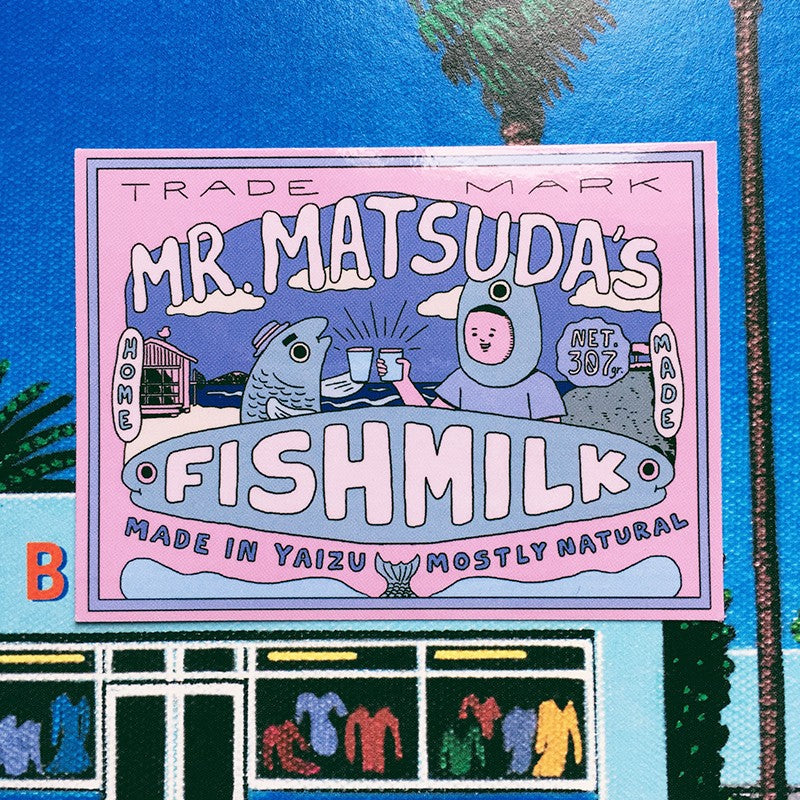 TRADE MARK
MR. MATSUDA'S
HOME
NET.
307gr.
MADE
FISHMILK
MADE IN YAIZU MOSTLY NATURAL
B